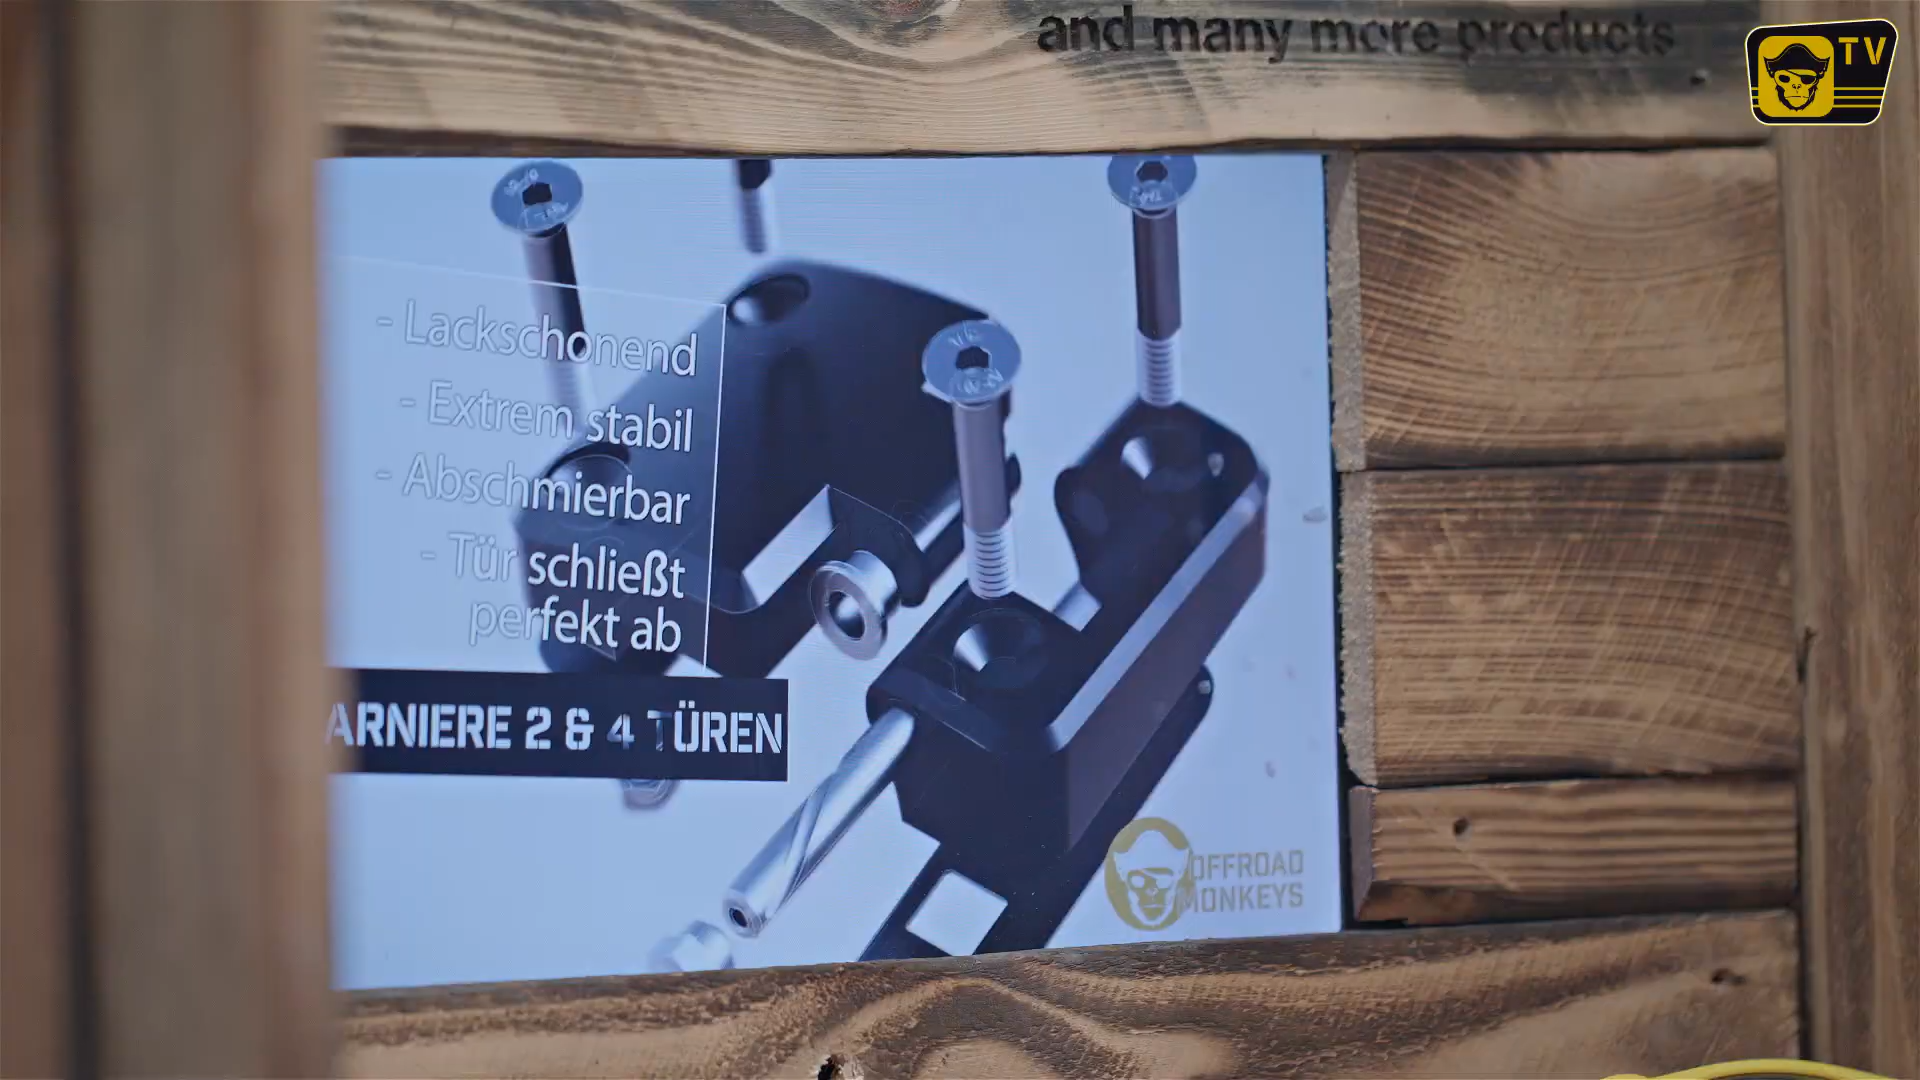 and many more products
TV
- Lackschonend
- Extrem stabil
- Abschmierbar
- Tür schließt
perfekt ab
ARNIERE 2 & 4 TÜREN
OFFROAD
MONKEYS